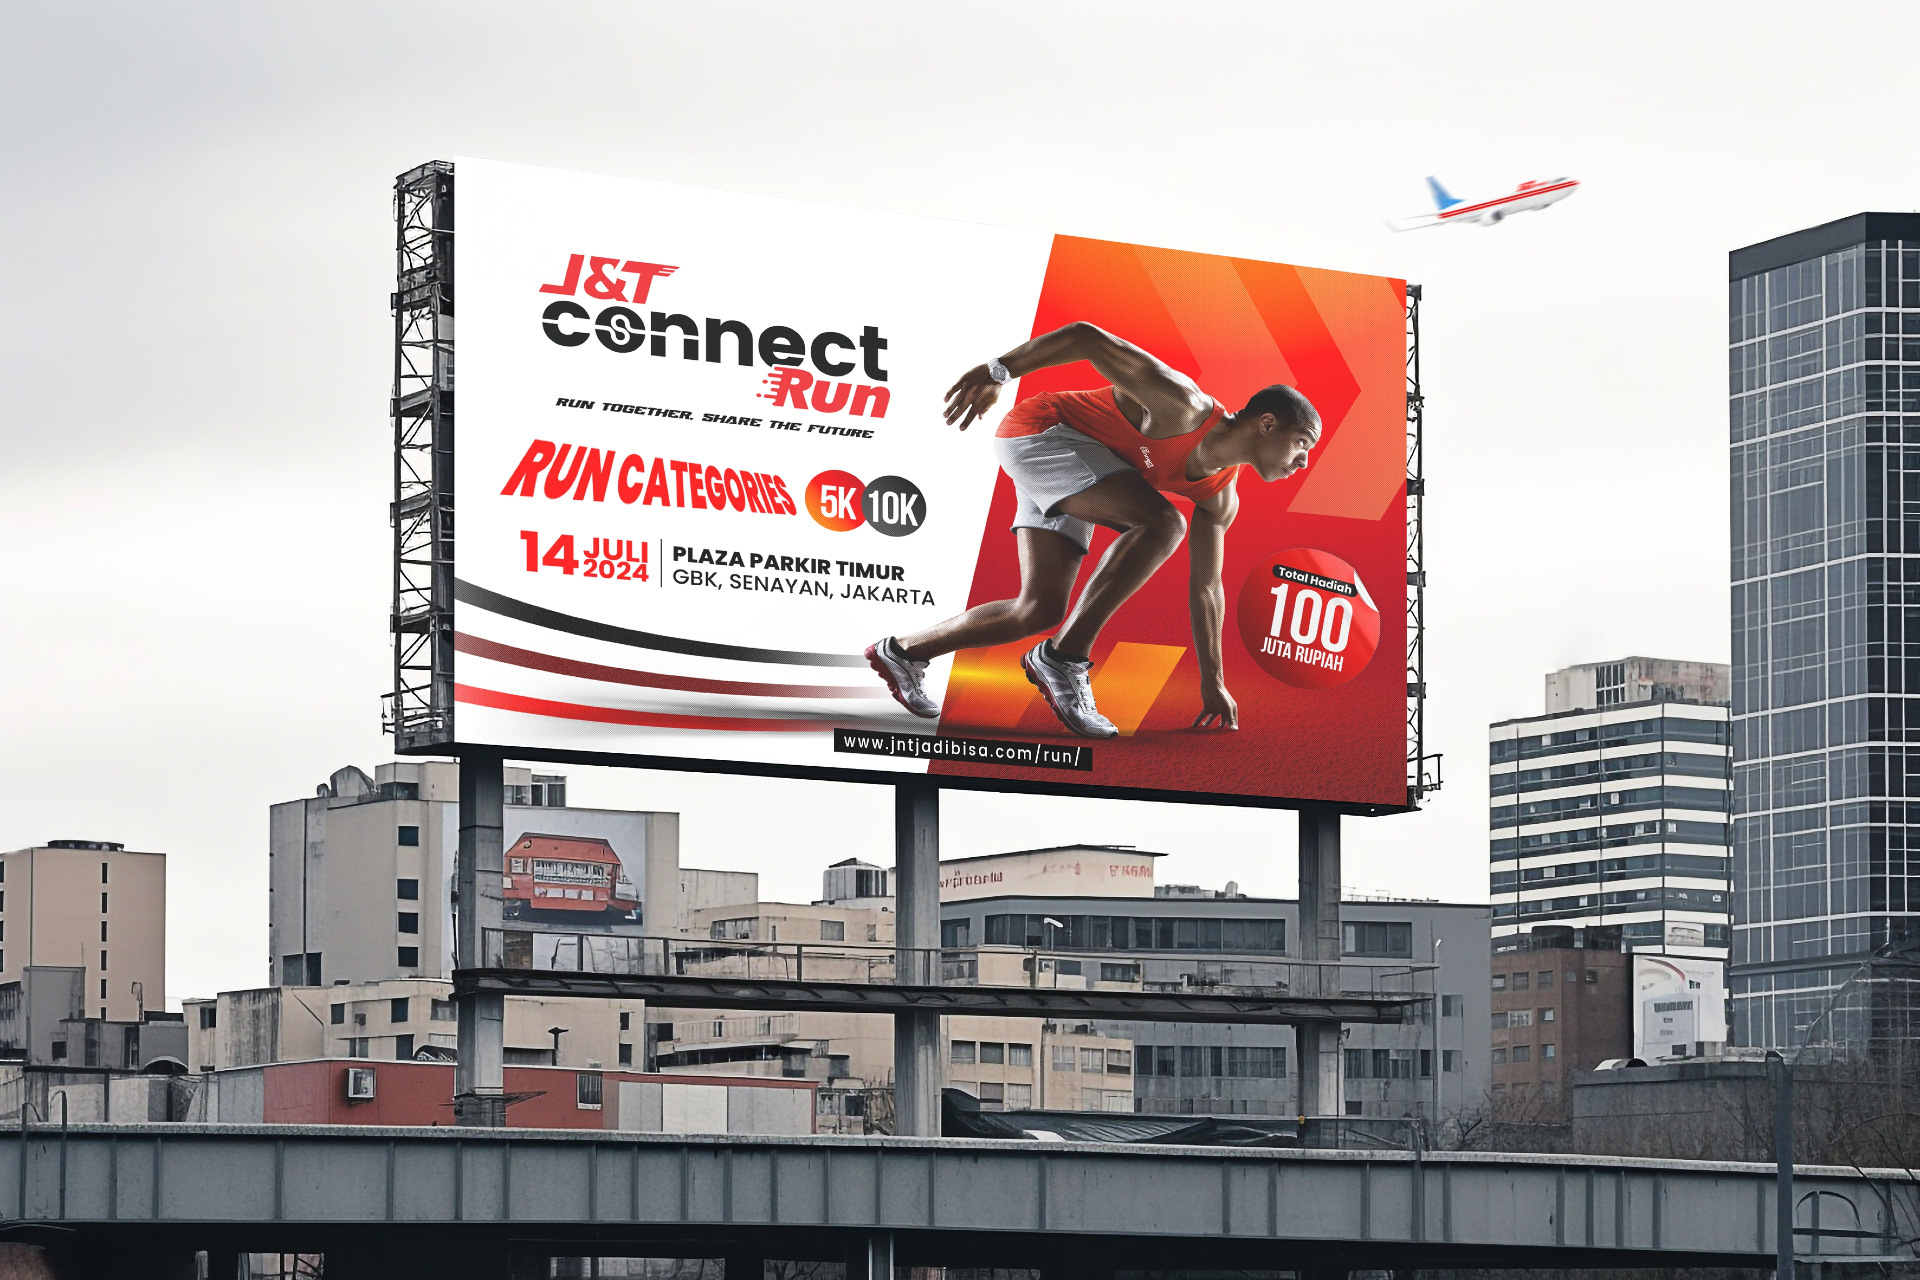 J&T
connect
Run
RUN TOGETHER. SHARE THE FUTURE
RUN CATEGORIES 5K 10K
14 JULI 2024
PLAZA PARKIR TIMUR
GBK, SENAYAN, JAKARTA
Total Hadiah
100
JUTA RUPIAH
www.jntjadibisa.com/run/